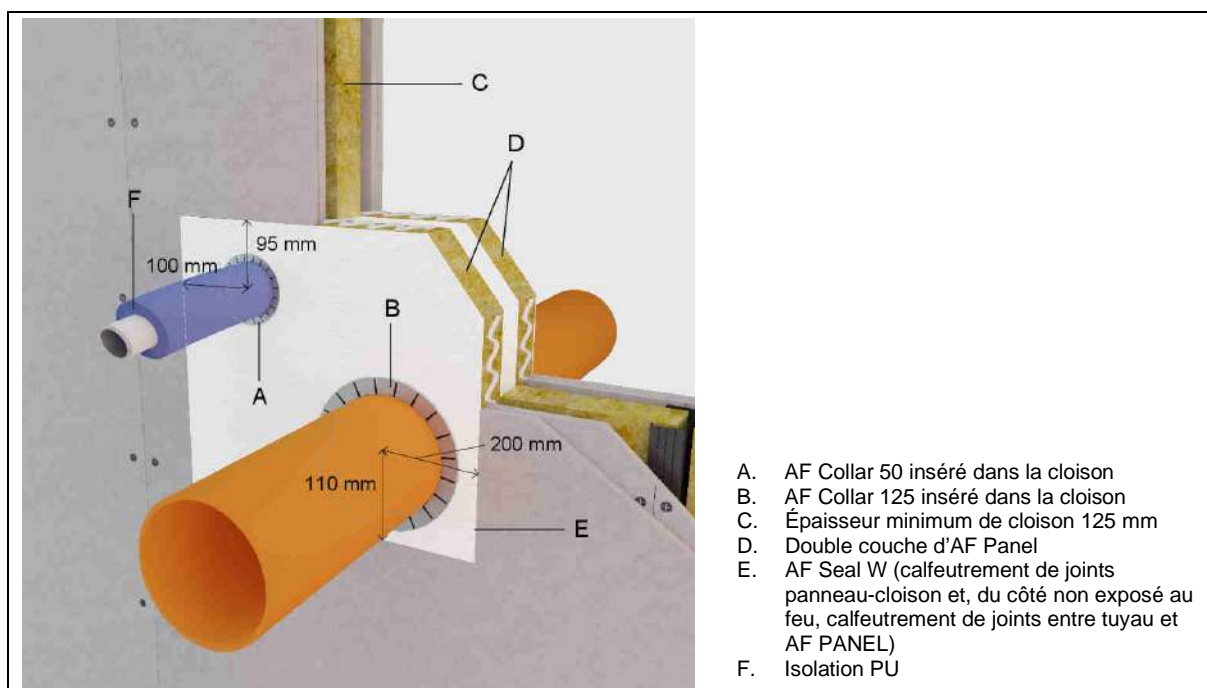 C
D
F
95 mm
100 mm
B
A
200 mm
110 mm
E
A. AF Collar 50 inséré dans la cloison
B. AF Collar 125 inséré dans la cloison
C. Épaisseur minimum de cloison 125 mm
D. Double couche d’AF Panel
E. AF Seal W (calfeutrement de joints
panneau-cloison et, du côté non exposé au
feu, calfeutrement de joints entre tuyau et
AF PANEL)
F. Isolation PU